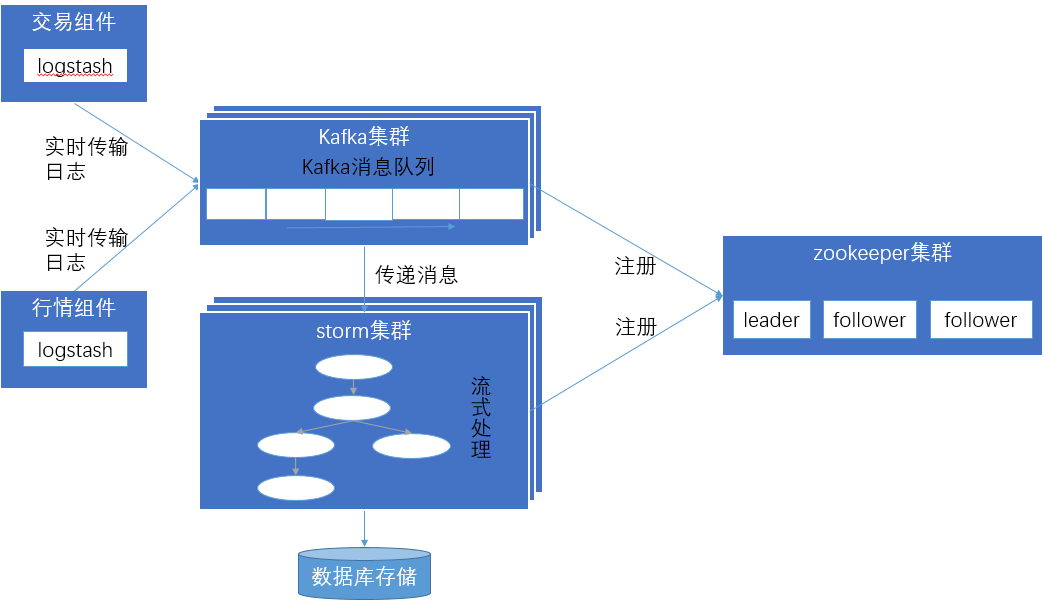 交易组件
logstash
实时传输
日志
实时传输
日志
行情组件
logstash
Kafka集群
Kafka消息队列
传递消息
storm集群
流式处理
数据库存储
注册
注册
zookeeper集群
leader
follower
follower